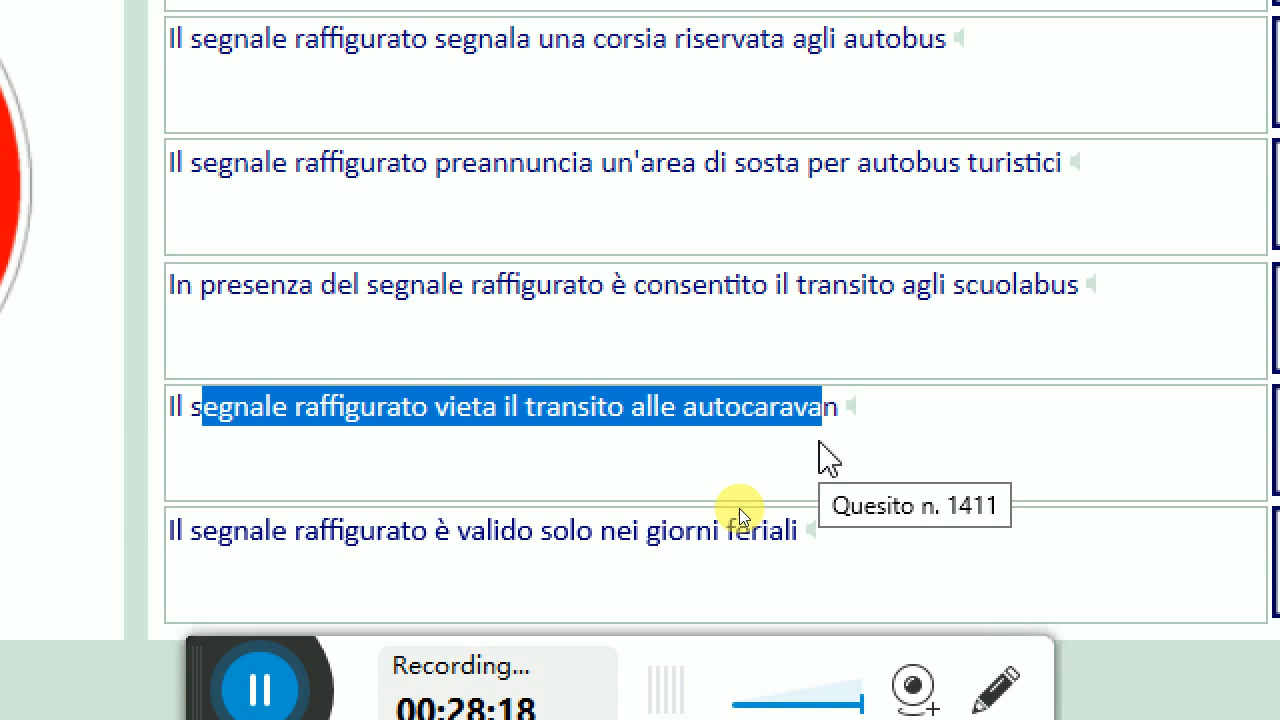 Il segnale raffigurato segnala una corsia riservata agli autobus
Il segnale raffigurato preannuncia un'area di sosta per autobus turistici
In presenza del segnale raffigurato è consentito il transito agli scuolabus
Il segnale raffigurato vieta il transito alle autocaravan
Quesito n. 1411
Il segnale raffigurato è valido solo nei giorni feriali
Recording...
00:28:18